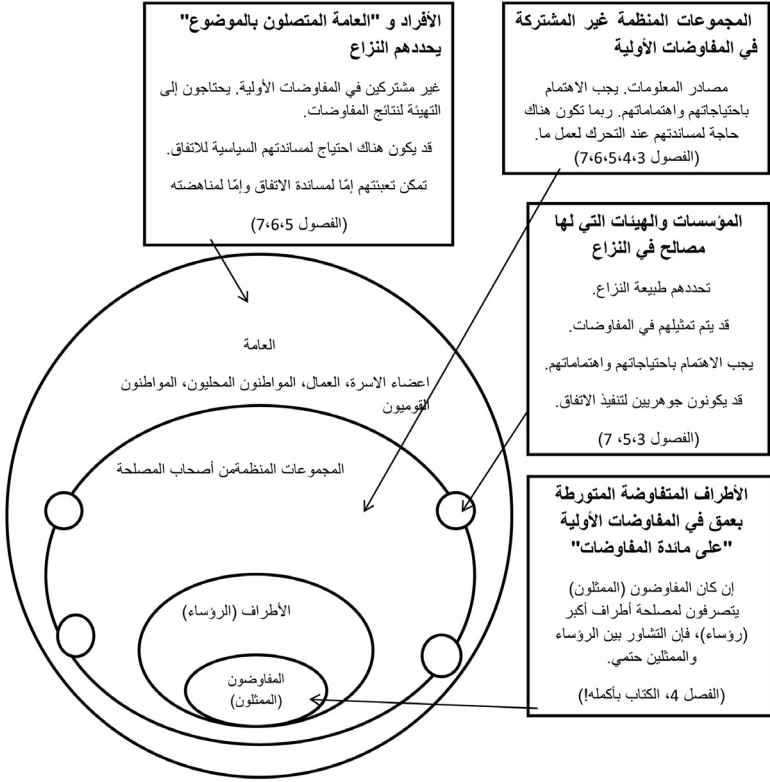 المجموعات المنظمة غير المشتركة
في المفاوضات الأولية
مصادر المعلومات. يجب الاهتمام
باحتياجاتهم واهتماماتهم. ربما تكون هناك
حاجة لمساندتهم عند التحرك لعمل ما.
(الفصول 7،6،5،4،3)
الأفراد و "العامة المتصلون بالموضوع"
يحددهم النزاع
غير مشتركين في المفاوضات الأولية. يحتاجون إلى
التهيئة لنتائج المفاوضات.
قد يكون هناك احتياج لمساندتهم السياسية للاتفاق.
تمكن تعبئتهم إمّا لمساندة الاتفاق وإمّا لمناهضته
(الفصول 7،6،5)
المؤسسات والهيئات التي لها
مصالح في النزاع
تحددهم طبيعة النزاع.
قد يتم تمثيلهم في المفاوضات.
يجب الاهتمام باحتياجاتهم واهتماماتهم.
قد يكونون جوهريين لتنفيذ الاتفاق.
(الفصول 5،3، 7)
الأطراف المتفاوضة المتورطة
بعمق في المفاوضات الأولية
"على مائدة المفاوضات"
إن كان المفاوضون (الممثلون)
يتصرفون لمصلحة أطراف أكبر
(رؤساء)، فإن التشاور بين الرؤساء
والممثلين حتمي.
(الفصل 4، الكتاب بأكمله!)
العامة
اعضاء الاسرة، العمال، المواطنون المحليون، المواطنون
القوميون
المجموعات المنظمةمن أصحاب المصلحة
الأطراف (الرؤساء)
المفاوضون
(الممثلون)